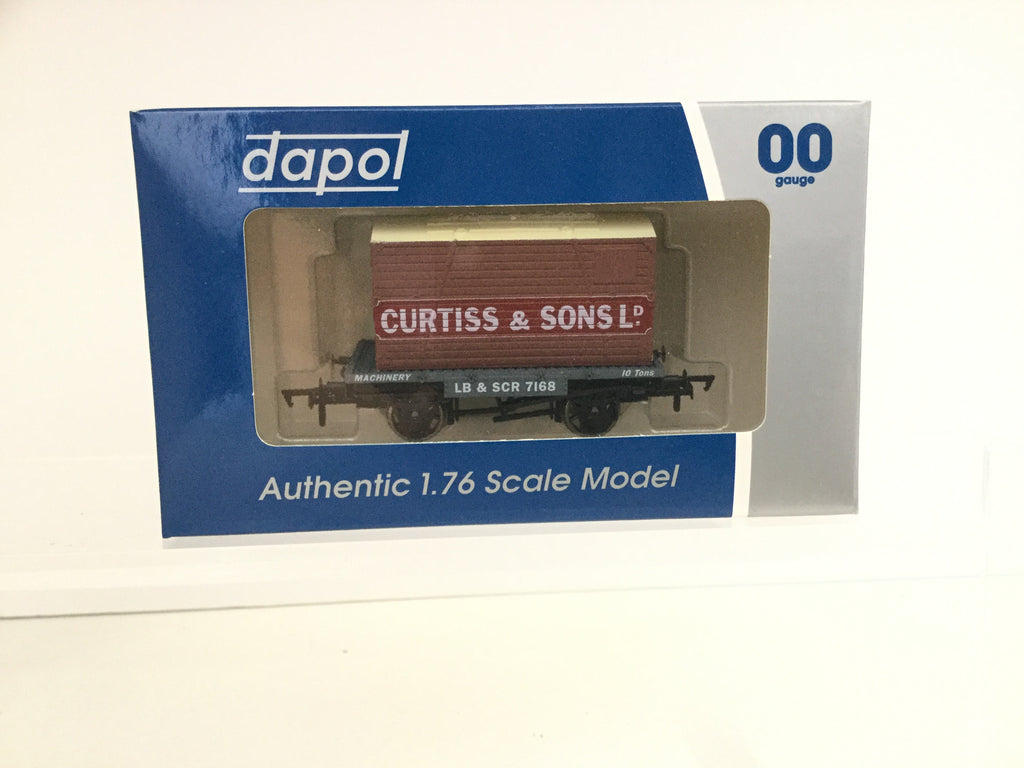 dapol
00
gauge
CURTISS & SONS LD.
MACHINERY
10 Tons
LB & SCR 7168
Authentic 1.76 Scale Model